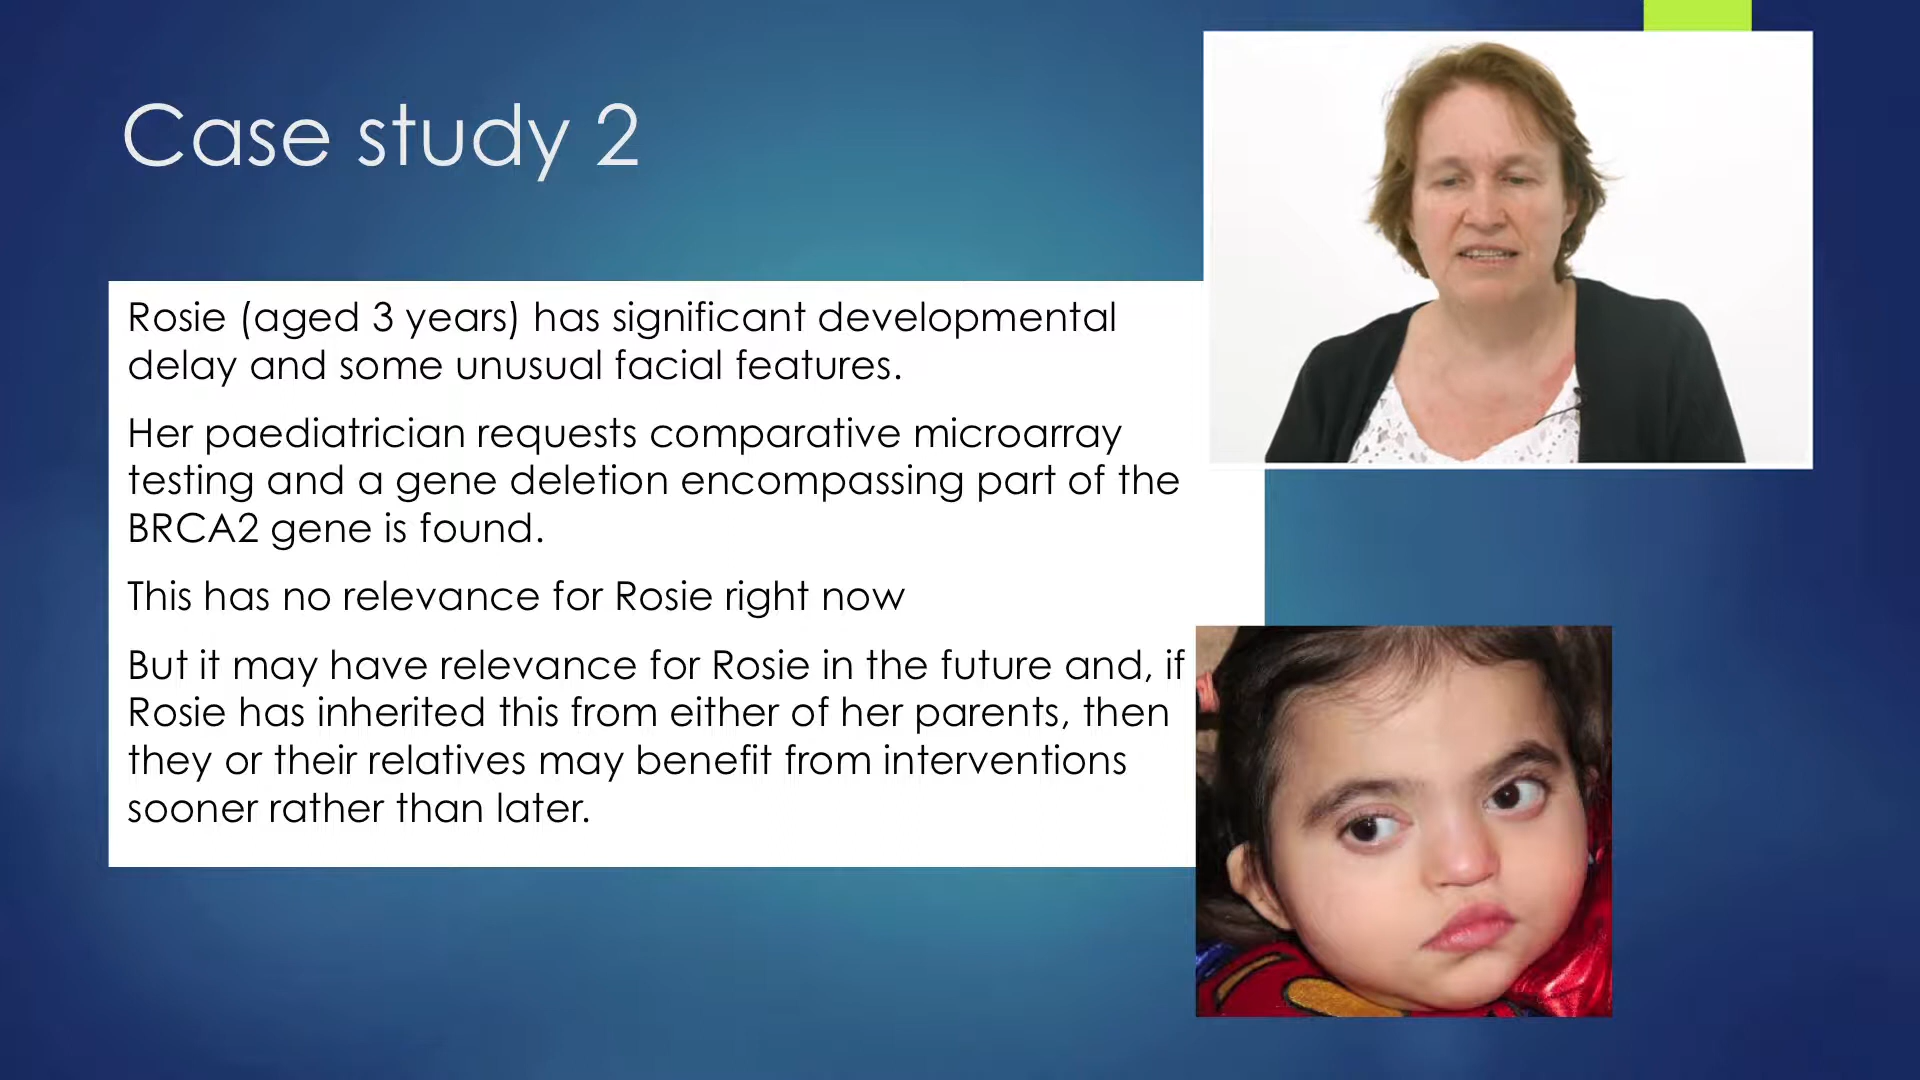 Case study 2
Rosie (aged 3 years) has significant developmental
delay and some unusual facial features.
Her paediatrician requests comparative microarray
testing and a gene deletion encompassing part of the
BRCA2 gene is found.
This has no relevance for Rosie right now
But it may have relevance for Rosie in the future and, if
Rosie has inherited this from either of her parents, then
they or their relatives may benefit from interventions
sooner rather than later.